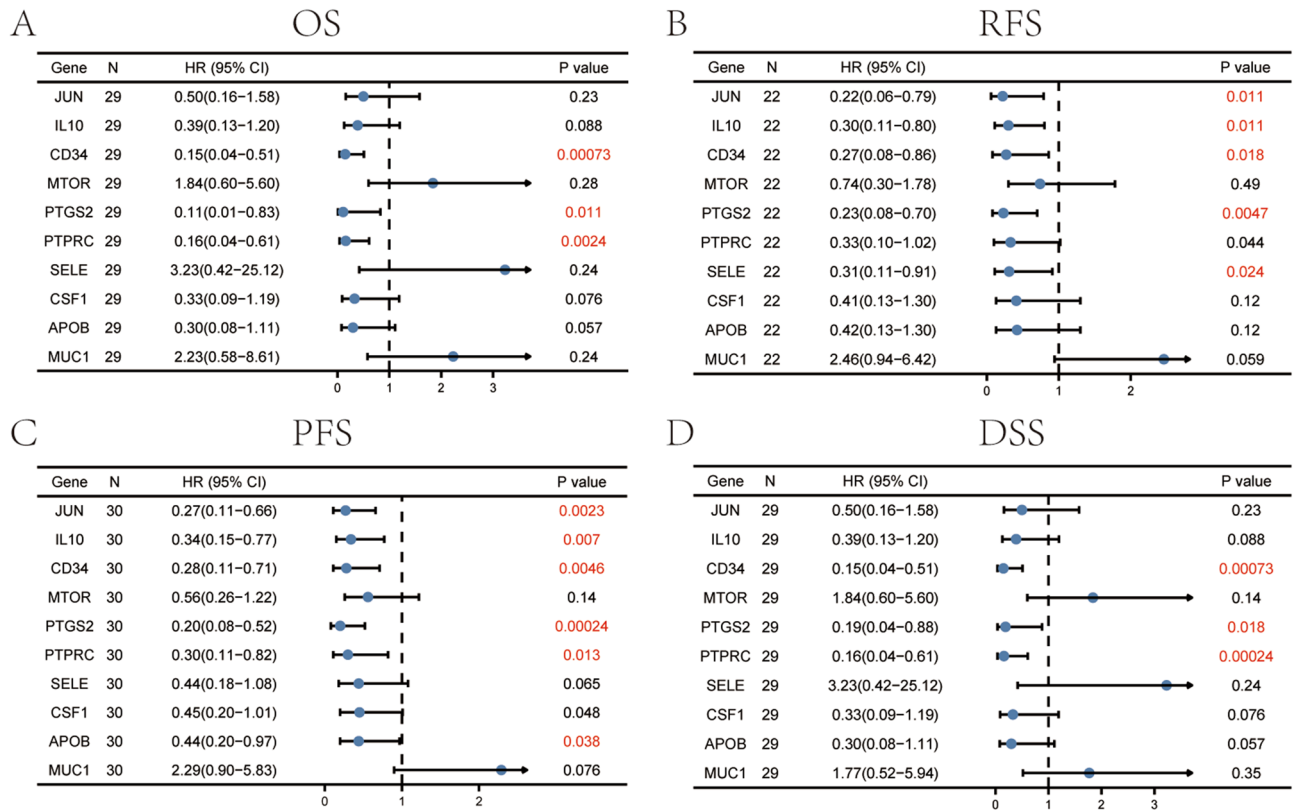 A OS
Gene N HR (95% CI) P value
JUN 29 0.50(0.16−1.58) 0.23
IL10 29 0.39(0.13−1.20) 0.088
CD34 29 0.15(0.04−0.51) 0.00073
MTOR 29 1.84(0.60−5.60) 0.28
PTGS2 29 0.11(0.01−0.83) 0.011
PTPRC 29 0.16(0.04−0.61) 0.0024
SELE 29 3.23(0.42−25.12) 0.24
CSF1 29 0.33(0.09−1.19) 0.076
APOB 29 0.30(0.08−1.11) 0.057
MUC1 29 2.23(0.58−8.61) 0.24
0 1 2 3
B RFS
Gene N HR (95% CI) P value
JUN 22 0.22(0.06−0.79) 0.011
IL10 22 0.30(0.11−0.80) 0.011
CD34 22 0.27(0.08−0.86) 0.018
MTOR 22 0.74(0.30−1.78) 0.49
PTGS2 22 0.23(0.08−0.70) 0.0047
PTPRC 22 0.33(0.10−1.02) 0.044
SELE 22 0.31(0.11−0.91) 0.024
CSF1 22 0.41(0.13−1.30) 0.12
APOB 22 0.42(0.13−1.30) 0.12
MUC1 22 2.46(0.94−6.42) 0.059
0 1 2
C PFS
Gene N HR (95% CI) P value
JUN 30 0.27(0.11−0.66) 0.0023
IL10 30 0.34(0.15−0.77) 0.007
CD34 30 0.28(0.11−0.71) 0.0046
MTOR 30 0.56(0.26−1.22) 0.14
PTGS2 30 0.20(0.08−0.52) 0.00024
PTPRC 30 0.30(0.11−0.82) 0.013
SELE 30 0.44(0.18−1.08) 0.065
CSF1 30 0.45(0.20−1.01) 0.048
APOB 30 0.44(0.20−0.97) 0.038
MUC1 30 2.29(0.90−5.83) 0.076
0 1 2
D DSS
Gene N HR (95% CI) P value
JUN 29 0.50(0.16−1.58) 0.23
IL10 29 0.39(0.13−1.20) 0.088
CD34 29 0.15(0.04−0.51) 0.00073
MTOR 29 1.84(0.60−5.60) 0.14
PTGS2 29 0.19(0.04−0.88) 0.018
PTPRC 29 0.16(0.04−0.61) 0.00024
SELE 29 3.23(0.42−25.12) 0.24
CSF1 29 0.33(0.09−1.19) 0.076
APOB 29 0.30(0.08−1.11) 0.057
MUC1 29 1.77(0.52−5.94) 0.35
0 1 2 3